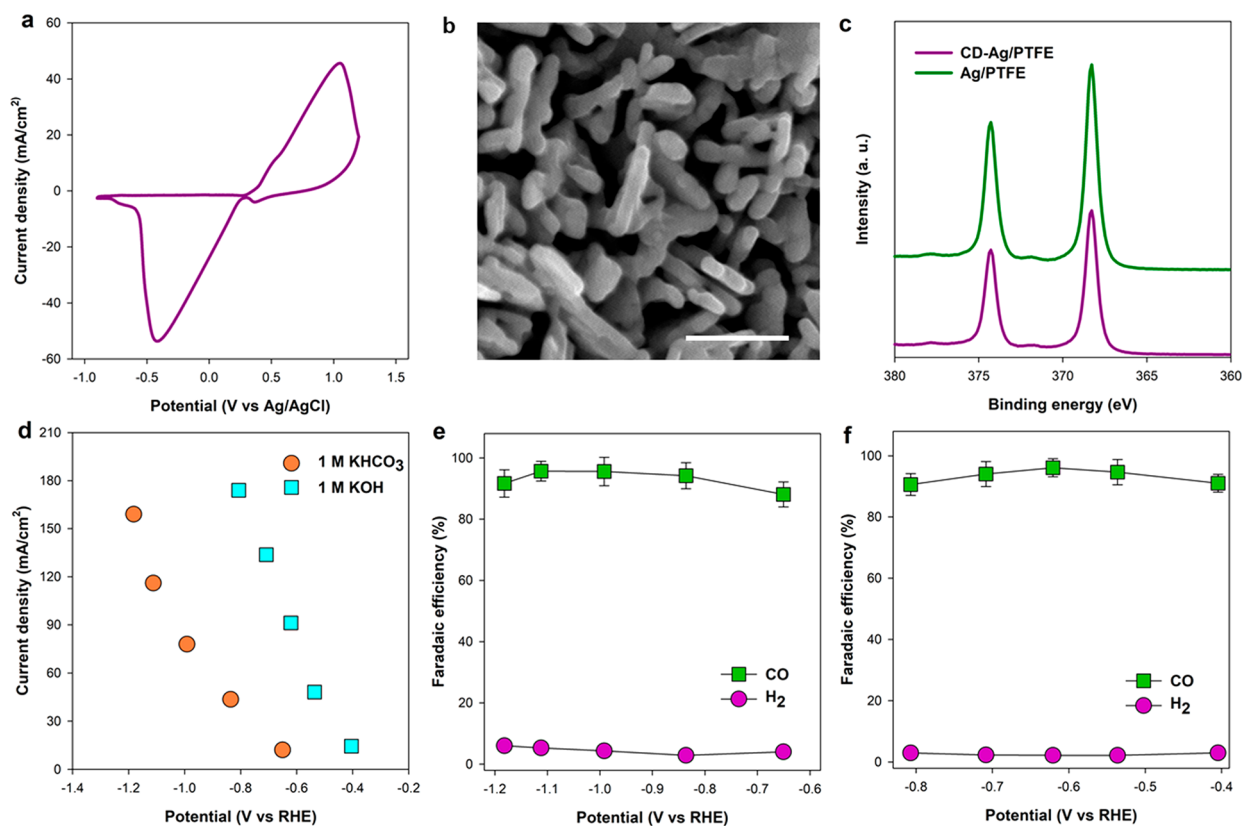 a
60
40
20
0
-20
-40
-60
-1.0 -0.5 0.0 0.5 1.0 1.5
Current density (mA/cm2)
Potential (V vs Ag/AgCl)
b
c
CD-Ag/PTFE
Ag/PTFE
Intensity (a. u.)
380 375 370 365 360
Binding energy (eV)
d
210
180
150
120
90
60
30
0
1 M KHCO3
1 M KOH
Current density (mA/cm2)
-1.4 -1.2 -1.0 -0.8 -0.6 -0.4 -0.2
Potential (V vs RHE)
e
100
80
60
40
20
0
CO
H2
Faradaic efficiency (%)
-1.2 -1.1 -1.0 -0.9 -0.8 -0.7 -0.6
Potential (V vs RHE)
f
100
80
60
40
20
0
CO
H2
Faradaic efficiency (%)
-0.8 -0.7 -0.6 -0.5 -0.4
Potential (V vs RHE)